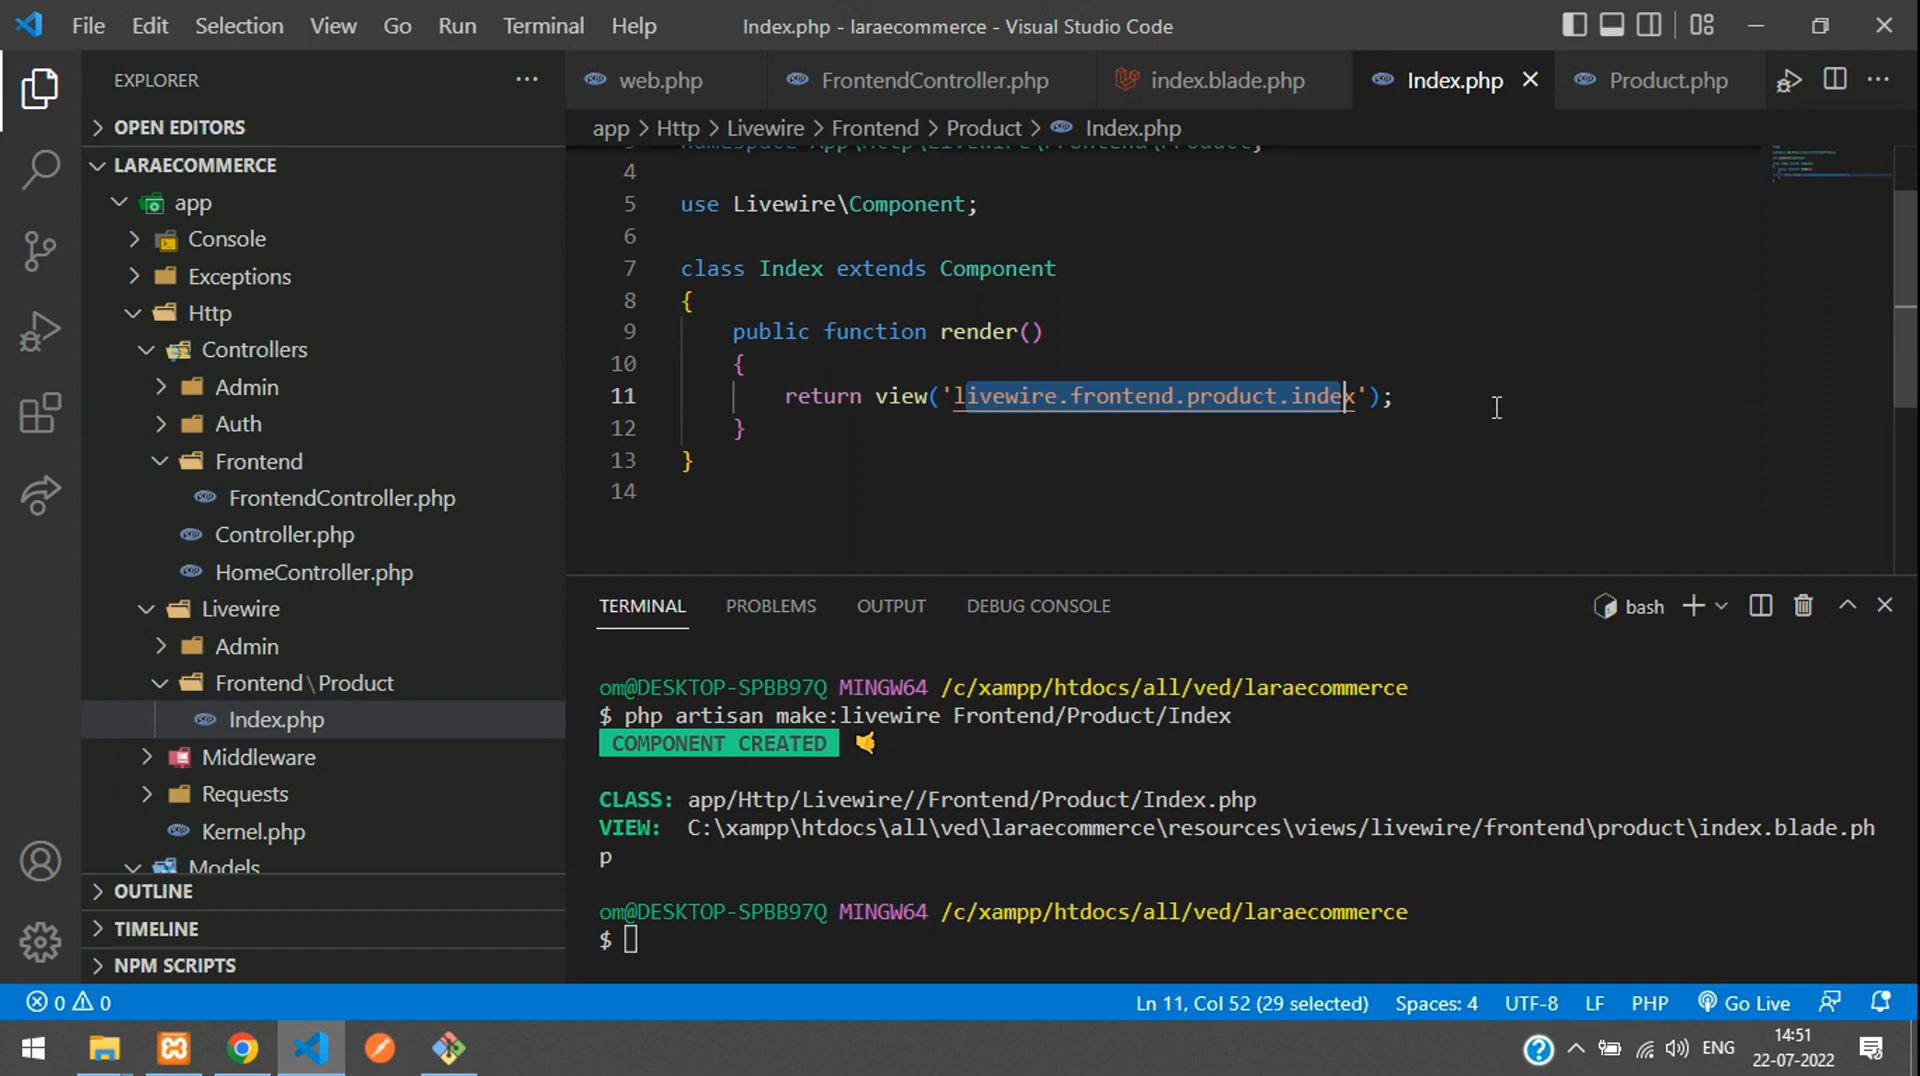 File Edit Selection View Go Run Terminal Help Index.php - laraecommerce - Visual Studio Code
EXPLORER
OPEN EDITORS
LARAECOMMERCE
app
Console
Exceptions
Http
Controllers
Admin
Auth
Frontend
FrontendController.php
Controller.php
HomeController.php
Livewire
Admin
Frontend\Product
Index.php
Middleware
Requests
Kernel.php
Models
OUTLINE
TIMELINE
NPM SCRIPTS
web.php FrontendController.php index.blade.php Index.php Product.php
app > Http > Livewire > Frontend > Product > Index.php
3 namespace App\Http\Livewire\Frontend\Product;
4
5 use Livewire\Component;
6
7 class Index extends Component
8 {
9 public function render()
10 {
11 return view('livewire.frontend.product.index');
12 }
13 }
14
TERMINAL PROBLEMS OUTPUT DEBUG CONSOLE bash
om@DESKTOP-SPBB97Q MINGW64 /c/xampp/htdocs/all/ved/laraecommerce
$ php artisan make:livewire Frontend/Product/Index
COMPONENT CREATED 🤙
CLASS: app/Http/Livewire//Frontend/Product/Index.php
VIEW: C:\xampp\htdocs\all\ved\laraecommerce\resources\views/livewire/frontend\product\index.blade.ph
p
om@DESKTOP-SPBB97Q MINGW64 /c/xampp/htdocs/all/ved/laraecommerce
$
0 0 Ln 11, Col 52 (29 selected) Spaces: 4 UTF-8 LF PHP Go Live
ENG
14:51
22-07-2022